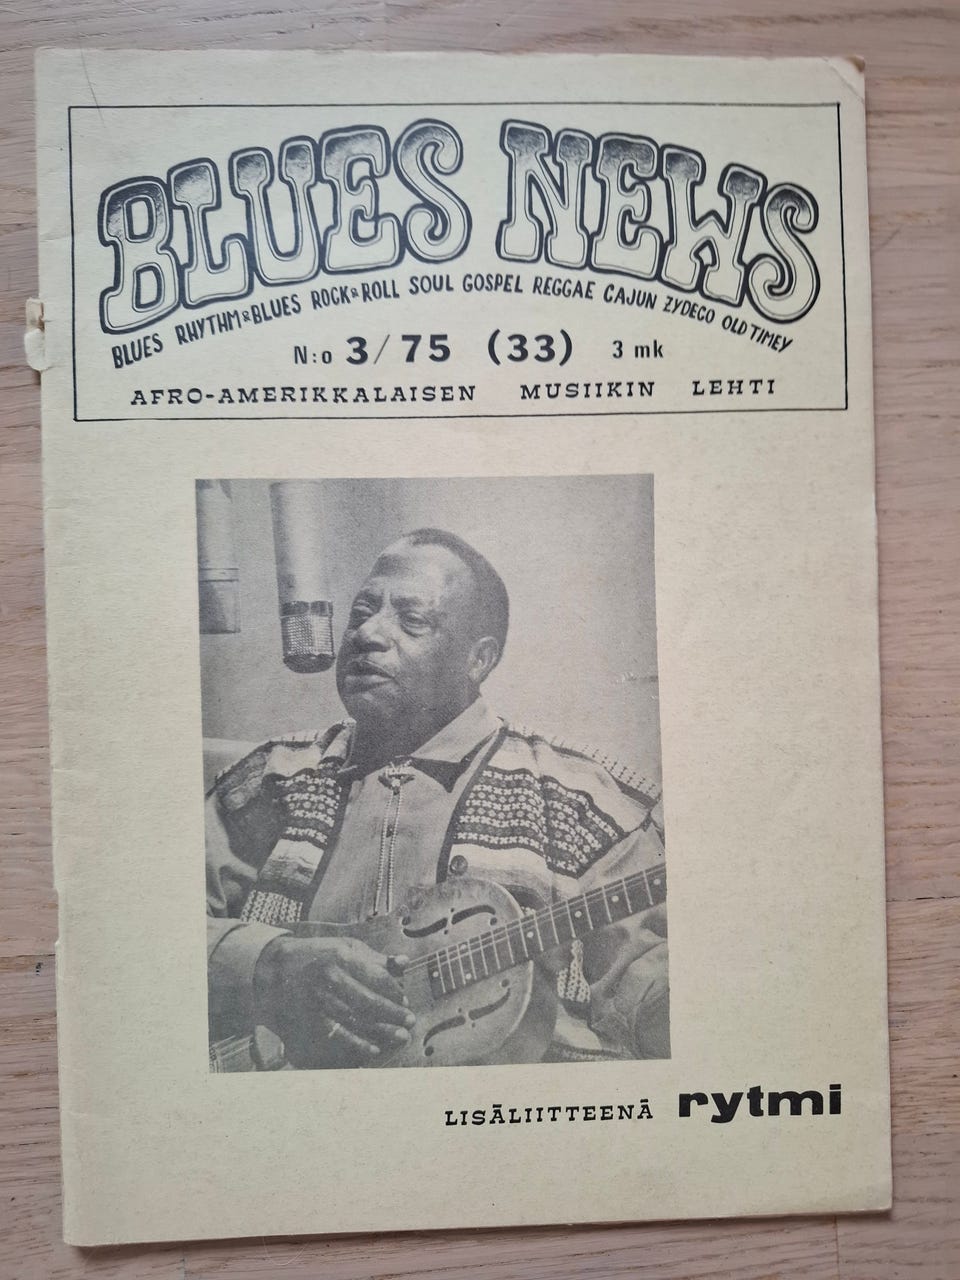 BLUES NEWS
BLUES RHYTHM & BLUES ROCK & ROLL SOUL GOSPEL REGGAE CAJUN ZYDECO OLD TIMEY
N:o 3/75 (33) 3 mk
AFRO-AMERIKKALAISEN MUSIIKIN LEHTI
LISÄLIITTEENÄ rytmi